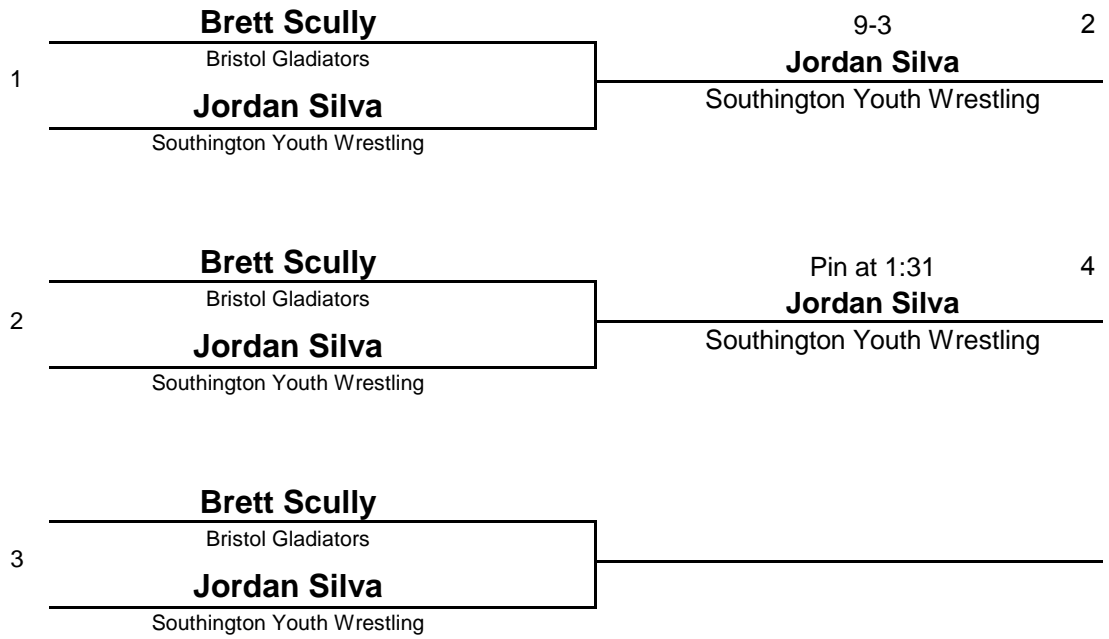 Brett Scully
9-3 2
Bristol Gladiators
Jordan Silva
1
Jordan Silva
Southington Youth Wrestling
Southington Youth Wrestling
Brett Scully
Pin at 1:31 4
Bristol Gladiators
Jordan Silva
2
Jordan Silva
Southington Youth Wrestling
Southington Youth Wrestling
Brett Scully
Bristol Gladiators
3
Jordan Silva
Southington Youth Wrestling